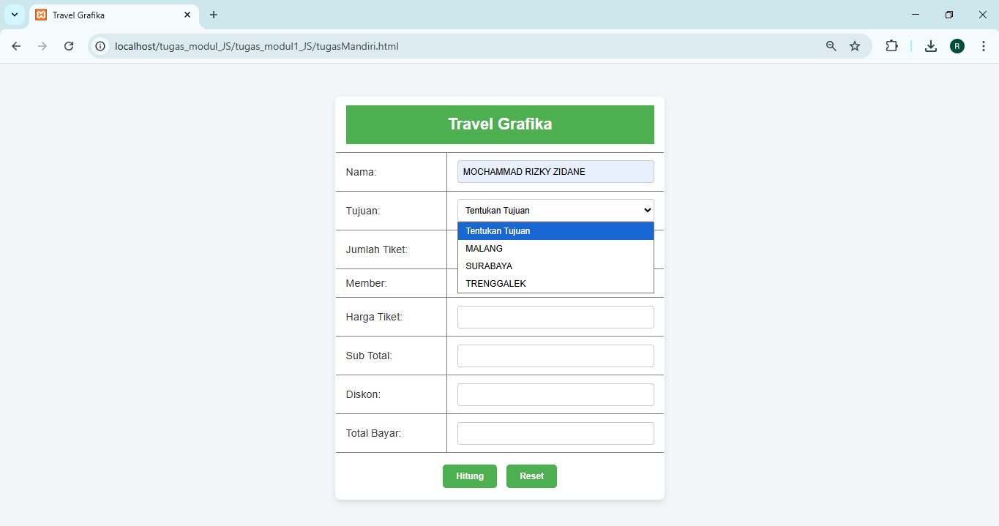 Travel Grafika
localhost/tugas_modul_JS/tugas_modul1_JS/tugasMandiri.html
R
Travel Grafika
Nama:
MOCHAMMAD RIZKY ZIDANE
Tujuan:
Tentukan Tujuan
Tentukan Tujuan
MALANG
SURABAYA
TRENGGALEK
Jumlah Tiket:
Member:
Harga Tiket:
Sub Total:
Diskon:
Total Bayar:
Hitung Reset